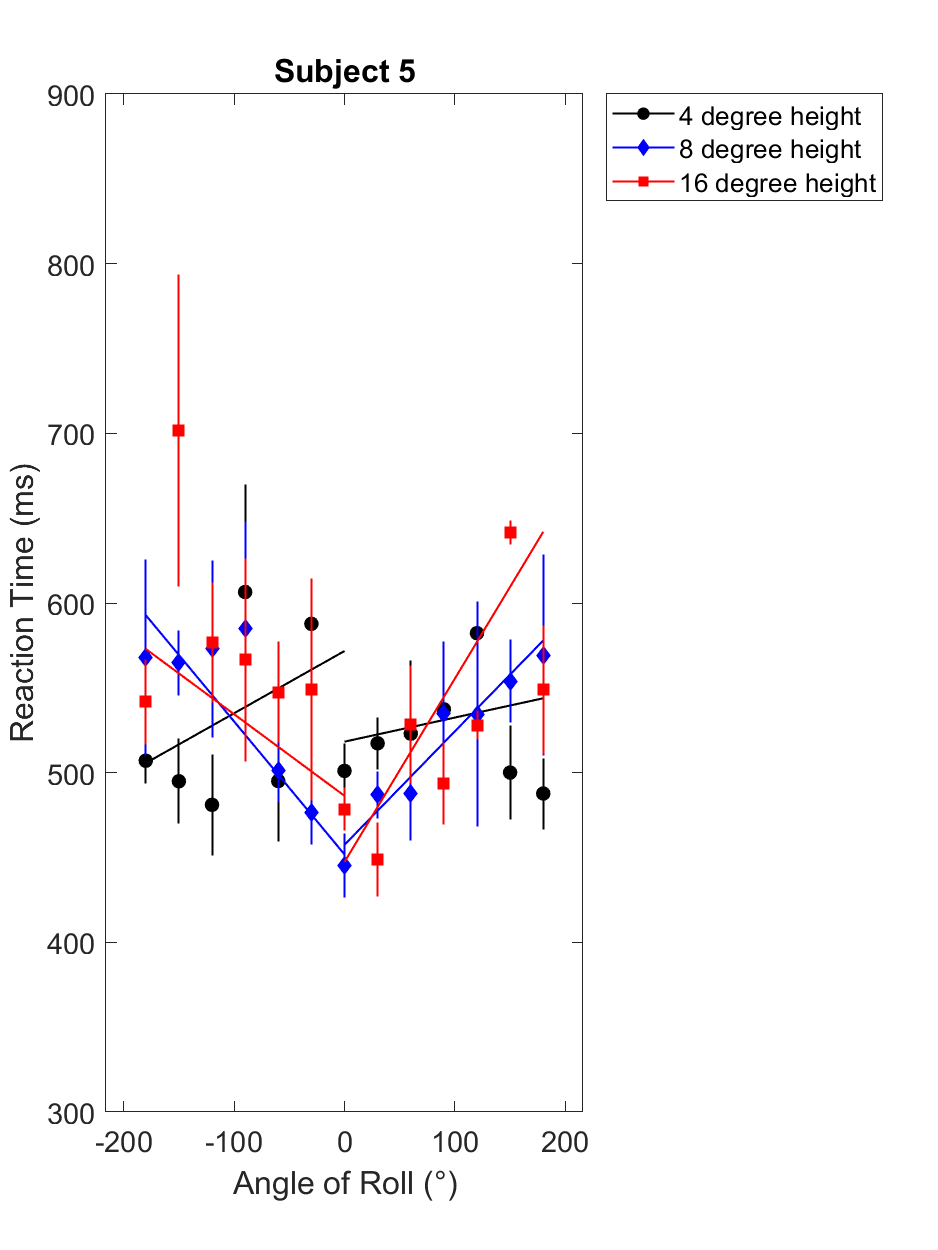 Subject 5
900
800
700
600
500
400
300
-200 -100 0 100 200
Reaction Time (ms)
Angle of Roll (°)
4 degree height
8 degree height
16 degree height